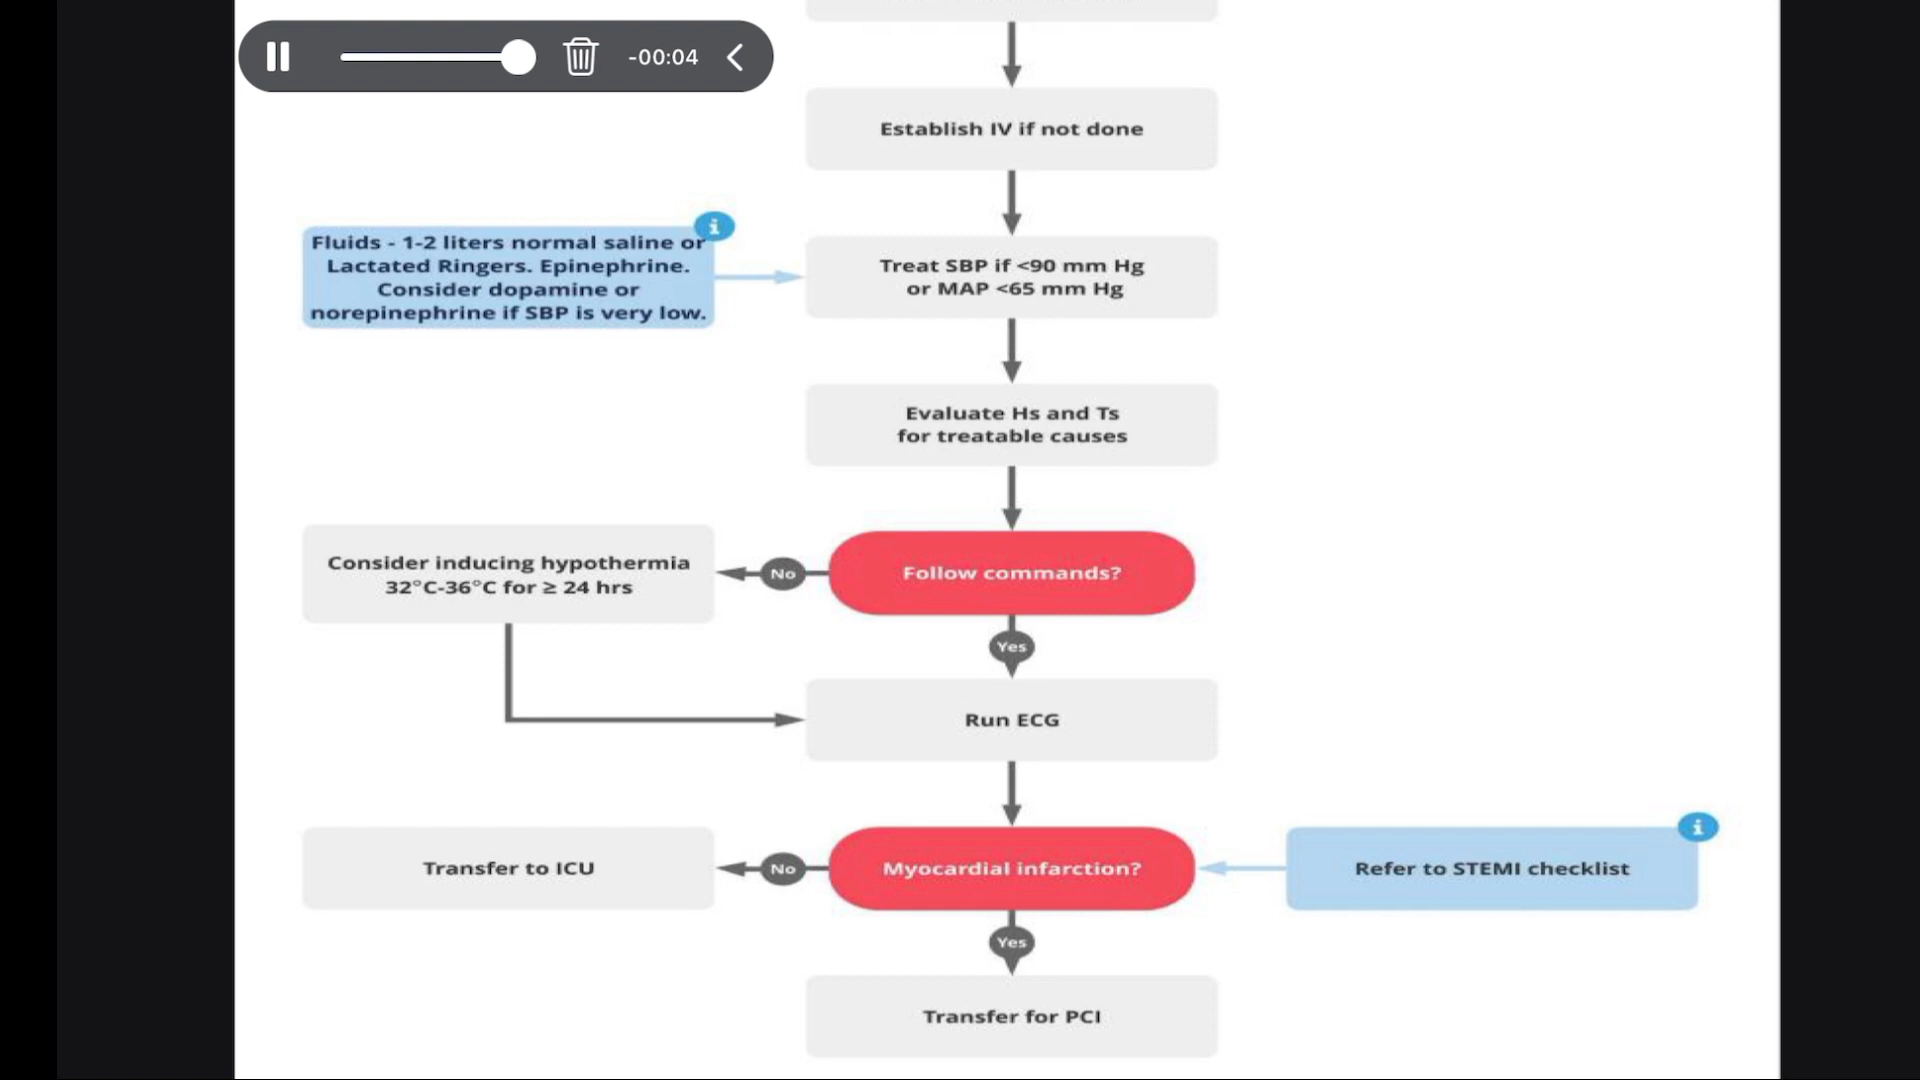 -00:04
Establish IV if not done
i
Fluids - 1-2 liters normal saline or
Lactated Ringers. Epinephrine.
Consider dopamine or
norepinephrine if SBP is very low.
Treat SBP if <90 mm Hg
or MAP <65 mm Hg
Evaluate Hs and Ts
for treatable causes
Consider inducing hypothermia
32°C-36°C for ≥ 24 hrs
No
Follow commands?
Yes
Run ECG
Transfer to ICU
No
Myocardial infarction?
i
Refer to STEMI checklist
Yes
Transfer for PCI